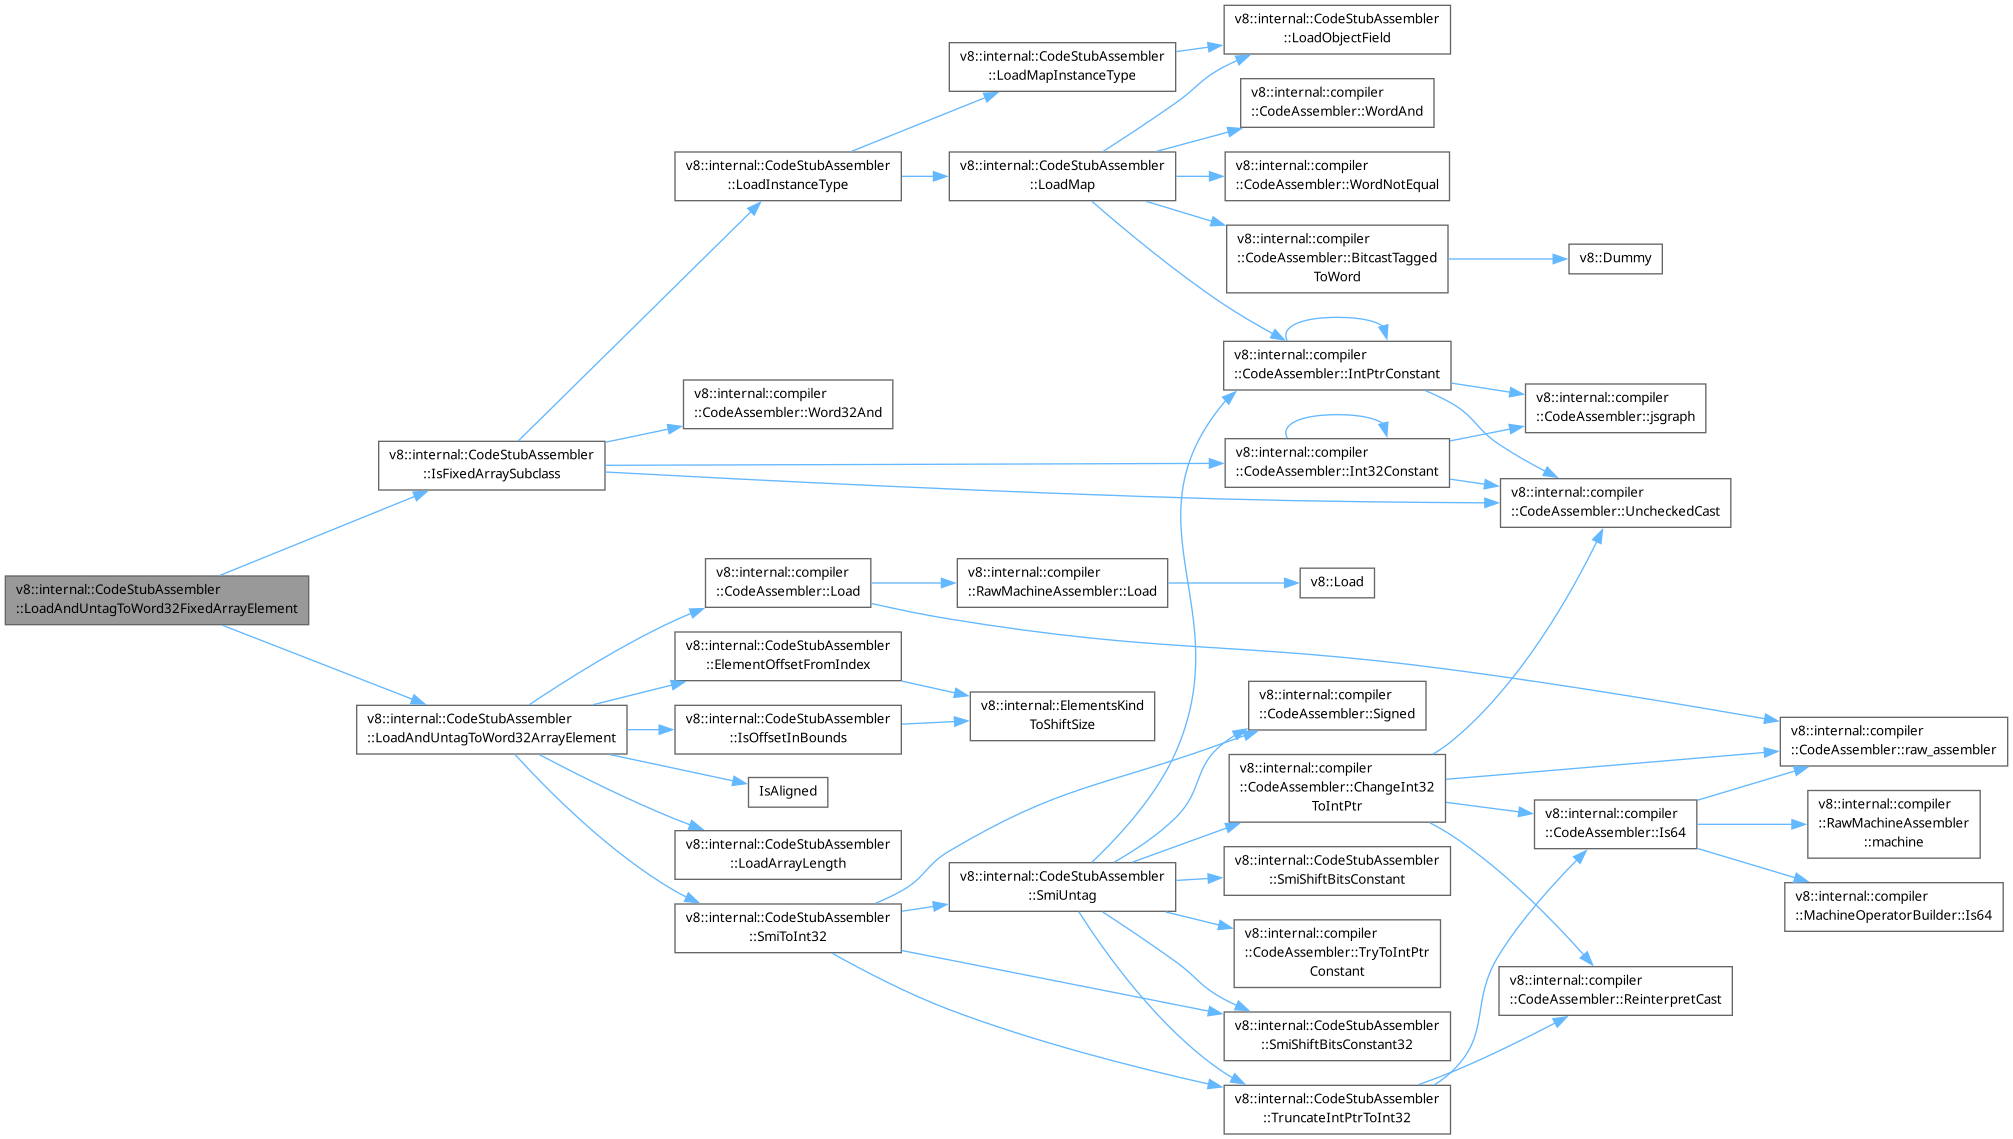 v8::internal::CodeStubAssembler
::LoadAndUntagToWord32FixedArrayElement
v8::internal::CodeStubAssembler
::IsFixedArraySubclass
v8::internal::CodeStubAssembler
::LoadAndUntagToWord32ArrayElement
v8::internal::CodeStubAssembler
::LoadInstanceType
v8::internal::compiler
::CodeAssembler::Word32And
v8::internal::compiler
::CodeAssembler::Load
v8::internal::CodeStubAssembler
::ElementOffsetFromIndex
v8::internal::CodeStubAssembler
::IsOffsetInBounds
IsAligned
v8::internal::CodeStubAssembler
::LoadArrayLength
v8::internal::CodeStubAssembler
::SmiToInt32
v8::internal::CodeStubAssembler
::LoadMapInstanceType
v8::internal::CodeStubAssembler
::LoadMap
v8::internal::compiler
::RawMachineAssembler::Load
v8::internal::ElementsKind
ToShiftSize
v8::internal::CodeStubAssembler
::SmiUntag
v8::internal::CodeStubAssembler
::LoadObjectField
v8::internal::compiler
::CodeAssembler::WordAnd
v8::internal::compiler
::CodeAssembler::WordNotEqual
v8::internal::compiler
::CodeAssembler::BitcastTagged
ToWord
v8::internal::compiler
::CodeAssembler::IntPtrConstant
v8::internal::compiler
::CodeAssembler::Int32Constant
v8::Load
v8::internal::compiler
::CodeAssembler::Signed
v8::internal::compiler
::CodeAssembler::ChangeInt32
ToIntPtr
v8::internal::CodeStubAssembler
::SmiShiftBitsConstant
v8::internal::compiler
::CodeAssembler::TryToIntPtr
Constant
v8::internal::CodeStubAssembler
::SmiShiftBitsConstant32
v8::internal::CodeStubAssembler
::TruncateIntPtrToInt32
v8::Dummy
v8::internal::compiler
::CodeAssembler::jsgraph
v8::internal::compiler
::CodeAssembler::UncheckedCast
v8::internal::compiler
::CodeAssembler::Is64
v8::internal::compiler
::CodeAssembler::ReinterpretCast
v8::internal::compiler
::CodeAssembler::raw_assembler
v8::internal::compiler
::RawMachineAssembler
::machine
v8::internal::compiler
::MachineOperatorBuilder::Is64